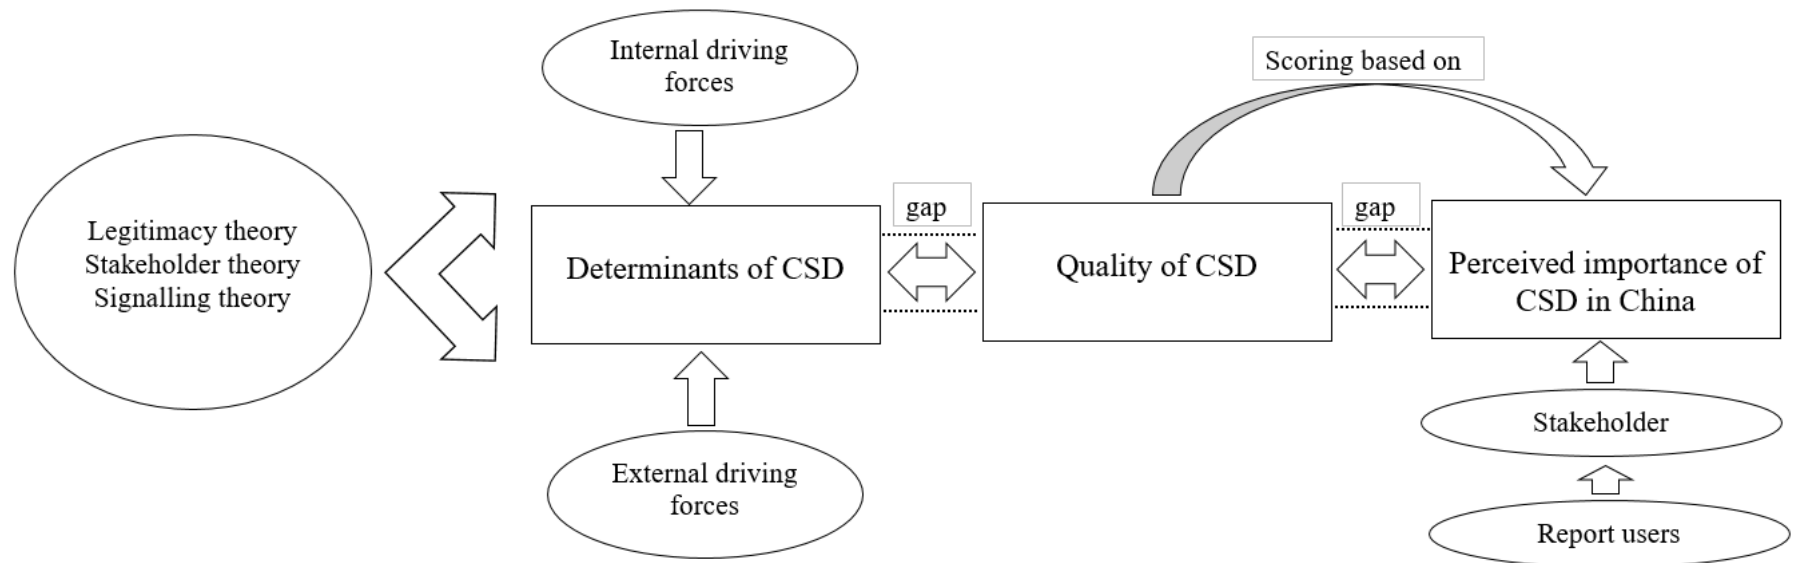 Internal driving
forces
Scoring based on
Legitimacy theory
Stakeholder theory
Signalling theory
gap
gap
Determinants of CSD
Quality of CSD
Perceived importance of
CSD in China
External driving
forces
Stakeholder
Report users